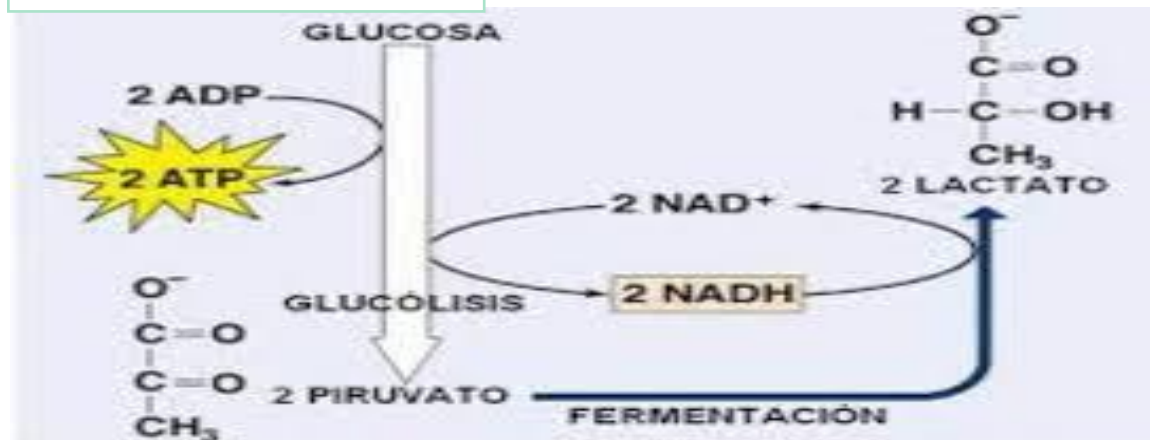 GLUCOSA
2 ADP
2 ATP
2 NAD⁺
2 NADH
GLUCÓLISIS
O⁻
C=O
C=O
CH₃
2 PIRUVATO
FERMENTACIÓN
O⁻
C=O
H-C-OH
CH₃
2 LACTATO